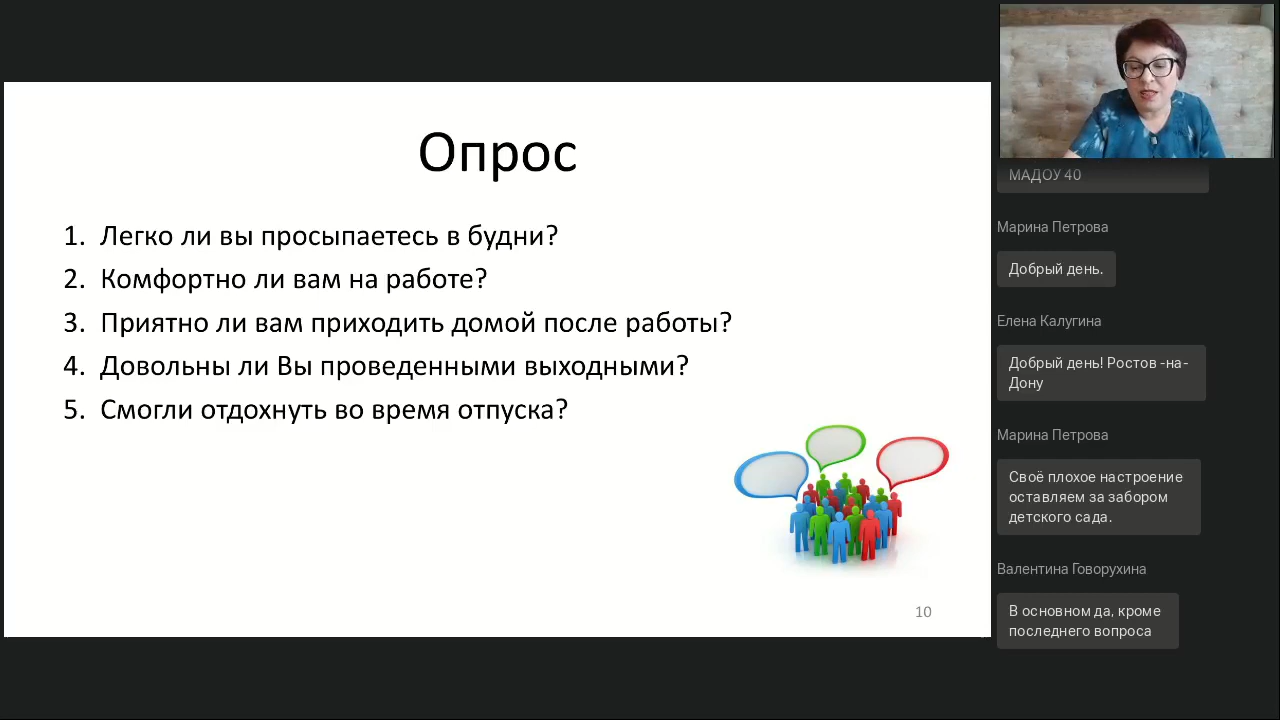 Опрос
1. Легко ли вы просыпаетесь в будни?
2. Комфортно ли вам на работе?
3. Приятно ли вам приходить домой после работы?
4. Довольны ли Вы проведенными выходными?
5. Смогли отдохнуть во время отпуска?
10
МАДОУ 40
Марина Петрова
Добрый день.
Елена Калугина
Добрый день! Ростов -на-
Дону
Марина Петрова
Своё плохое настроение
оставляем за забором
детского сада.
Валентина Говорухина
В основном да, кроме
последнего вопроса